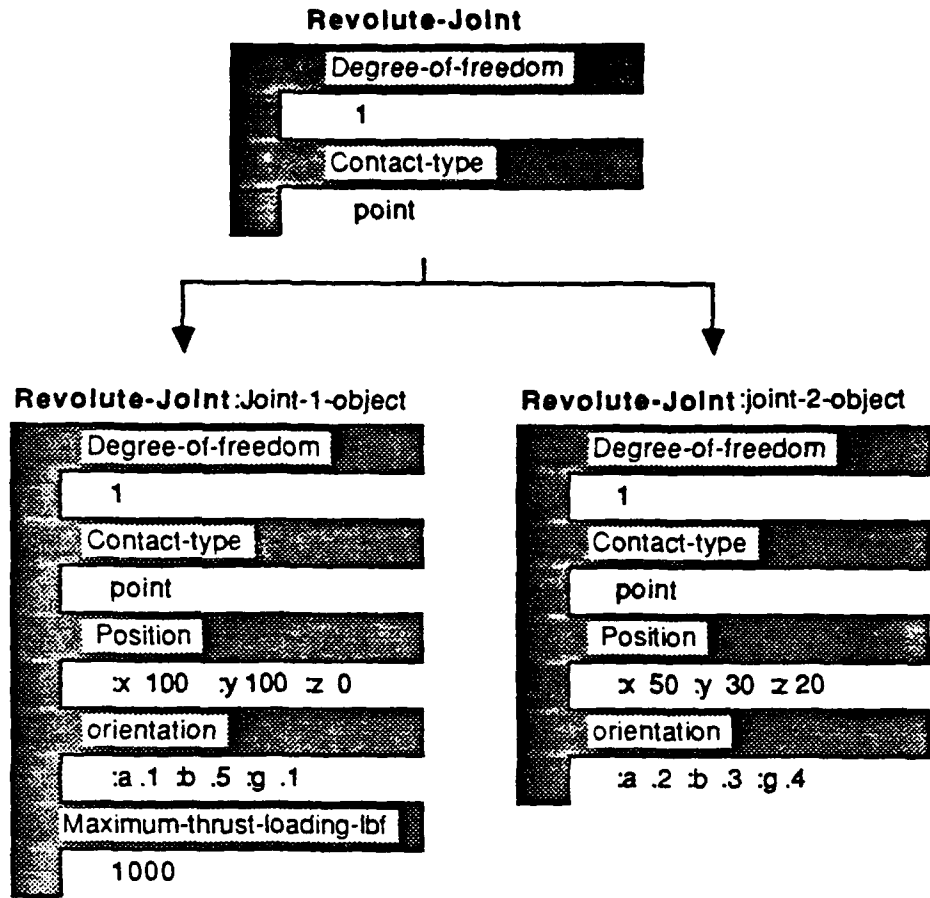 Revolute-Joint
Degree-of-freedom
1
Contact-type
point
Revolute-Joint:Joint-1-object
Degree-of-freedom
1
Contact-type
point
Position
:x 100 :y 100 :z 0
orientation
:a .1 :b .5 :g .1
Maximum-thrust-loading-lbf
1000
Revolute-Joint:joint-2-object
Degree-of-freedom
1
Contact-type
point
Position
:x 50 :y 30 :z 20
orientation
:a .2 :b .3 :g .4